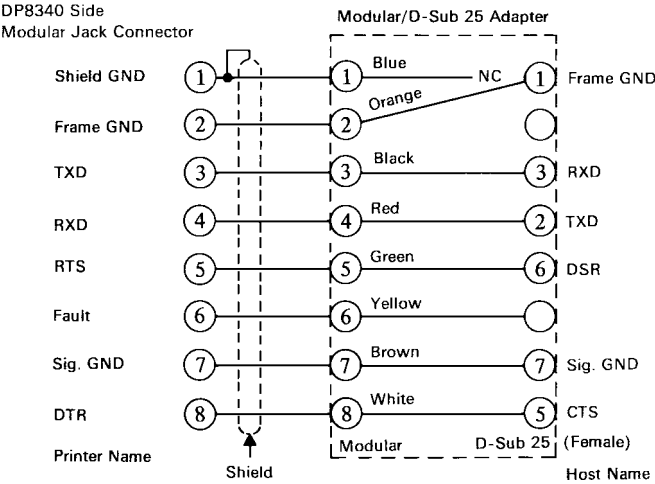 DP8340 Side
Modular Jack Connector
Modular/D-Sub 25 Adapter
Shield GND 1 1 Blue NC 1 Frame GND
Frame GND 2 2 Orange
TXD 3 3 Black 3 RXD
RXD 4 4 Red 2 TXD
RTS 5 5 Green 6 DSR
Fault 6 6 Yellow
Sig. GND 7 7 Brown 7 Sig. GND
DTR 8 8 White 5 CTS
Modular D-Sub 25 (Female)
Printer Name
Shield
Host Name